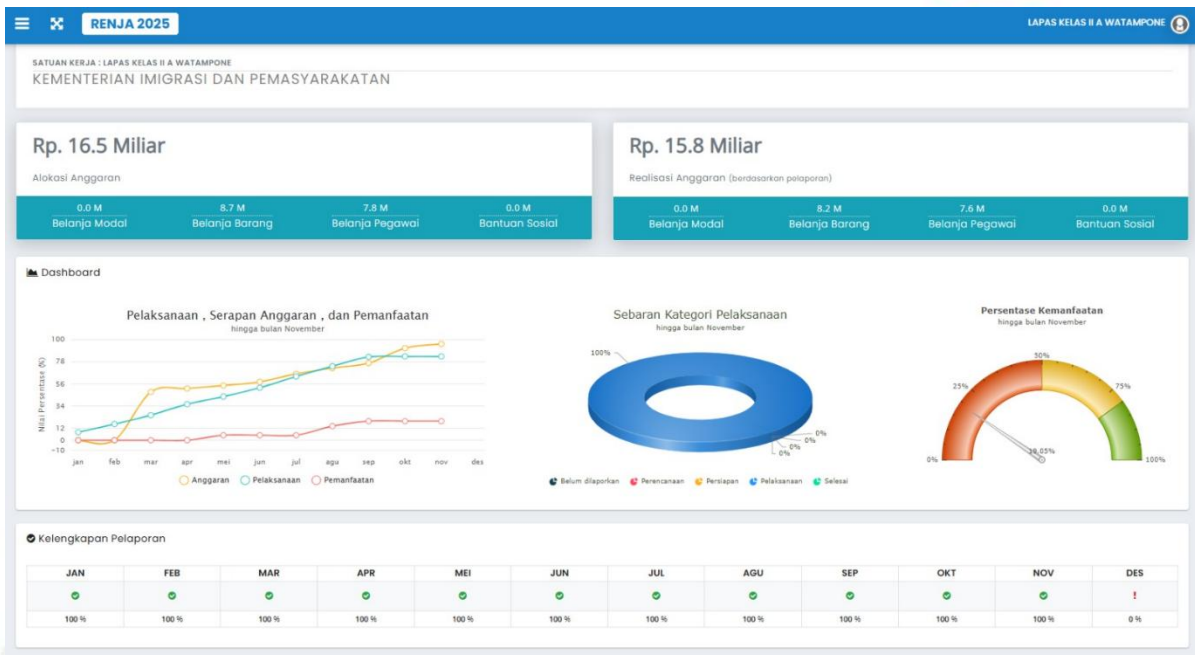 RENJA 2025
LAPAS KELAS II A WATAMPONE
SATUAN KERJA : LAPAS KELAS II A WATAMPONE
KEMENTERIAN IMIGRASI DAN PEMASYARAKATAN
Rp. 16.5 Miliar
Alokasi Anggaran
0.0 M 8.7 M 7.8 M 0.0 M
Belanja Modal Belanja Barang Belanja Pegawai Bantuan Sosial
Rp. 15.8 Miliar
Realisasi Anggaran (berdasarkan pelaporan)
0.0 M 8.2 M 7.6 M 0.0 M
Belanja Modal Belanja Barang Belanja Pegawai Bantuan Sosial
Dashboard
Pelaksanaan , Serapan Anggaran , dan Pemanfaatan
hingga bulan November
Nilai Persentase (%)
100
78
56
34
12
0
-10
jan feb mar apr mei jun jul agu sep okt nov des
Anggaran Pelaksanaan Pemanfaatan
Sebaran Kategori Pelaksanaan
hingga bulan November
100%
0%
0%
0%
0%
Belum dilaporkan Perencanaan Persiapan Pelaksanaan Selesai
Persentase Kemanfaatan
hingga bulan November
50%
25% 75%
19,05%
0% 100%
Kelengkapan Pelaporan
JAN FEB MAR APR MEI JUN JUL AGU SEP OKT NOV DES
!
100 % 100 % 100 % 100 % 100 % 100 % 100 % 100 % 100 % 100 % 100 % 0 %